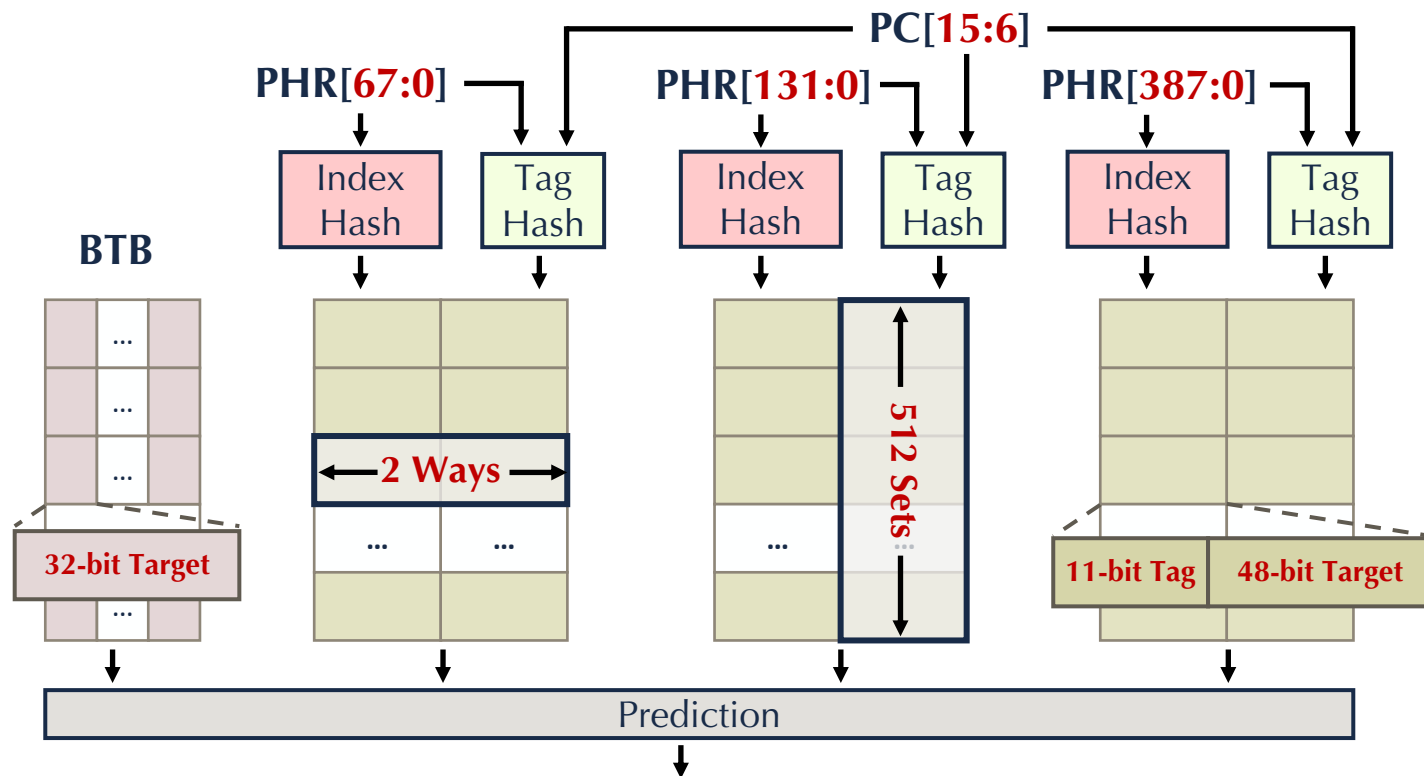 PC[15:6]
PHR[67:0]
PHR[131:0]
PHR[387:0]
Index
Hash
Tag
Hash
Index
Hash
Tag
Hash
Index
Hash
Tag
Hash
BTB
...
...
...
2 Ways
512 Sets
... ... ... ...
32-bit Target
11-bit Tag
48-bit Target
...
Prediction